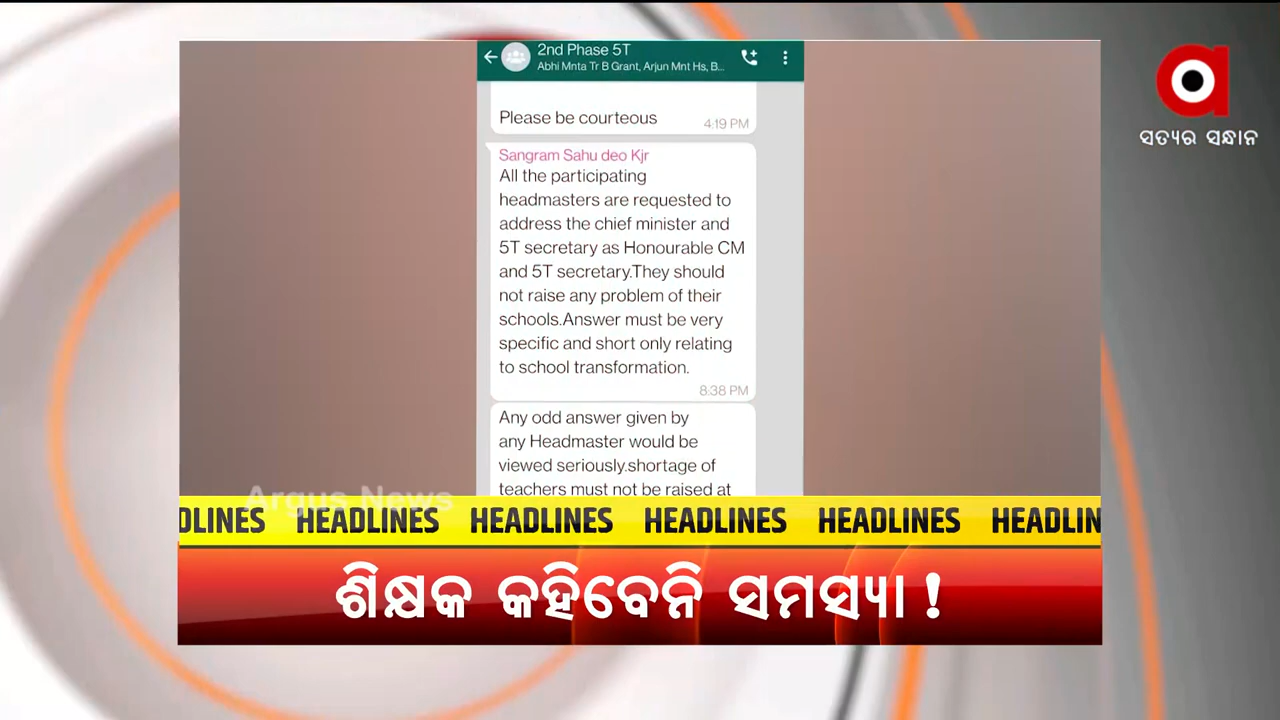 2nd Phase 5T
Abhi Mnta Tr B Grant, Arjun Mnt Hs, B...
Please be courteous
4:19 PM
Sangram Sahu deo Kjr
All the participating
headmasters are requested to
address the chief minister and
5T secretary as Honourable CM
and 5T secretary.They should
not raise any problem of their
schools.Answer must be very
specific and short only relating
to school transformation.
8:38 PM
Any odd answer given by
any Headmaster would be
viewed seriously.shortage of
teachers must not be raised at
ସତ୍ୟର ସନ୍ଧାନ
Argus News
DLINES HEADLINES HEADLINES HEADLINES HEADLINES HEADLIN
ଶିକ୍ଷକ କହିବେନି ସମସ୍ୟା !